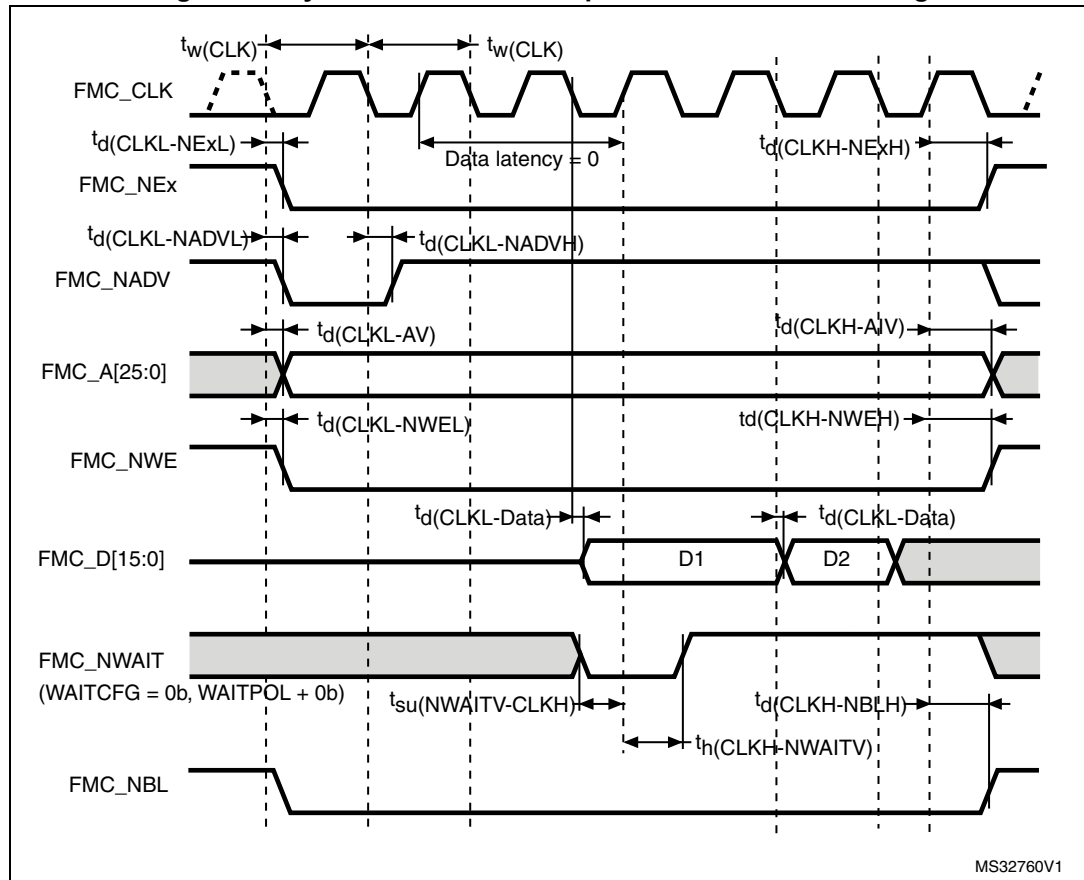 tw(CLK) tw(CLK)
FMC_CLK
td(CLKL-NExL) Data latency = 0 td(CLKH-NExH)
FMC_NEx
td(CLKL-NADVL) td(CLKL-NADVH)
FMC_NADV
td(CLKL-AV) td(CLKH-AIV)
FMC_A[25:0]
td(CLKL-NWEL) td(CLKH-NWEH)
FMC_NWE
td(CLKL-Data) td(CLKL-Data)
FMC_D[15:0] D1 D2
FMC_NWAIT
(WAITCFG = 0b, WAITPOL + 0b)
tsu(NWAITV-CLKH) td(CLKH-NBLH)
th(CLKH-NWAITV)
FMC_NBL
MS32760V1